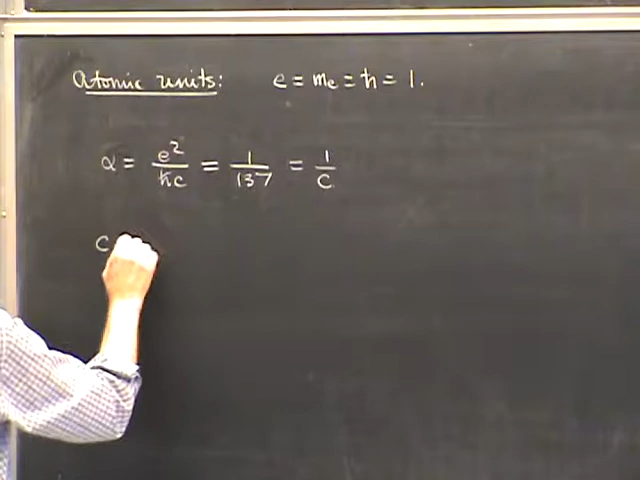 Atomic units: e = mₑ = ħ = 1.
α = e²/ħc = 1/137 = 1/c
c